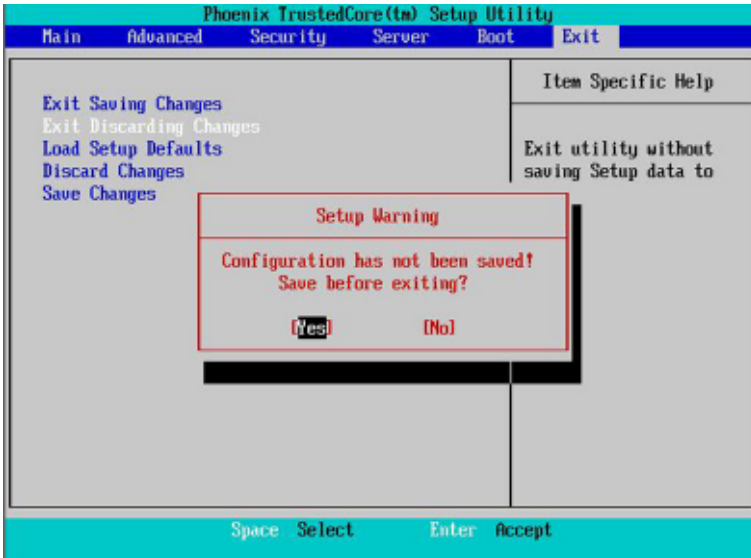 Phoenix TrustedCore(tm) Setup Utility
Main Advanced Security Server Boot Exit
Item Specific Help
Exit Saving Changes
Exit Discarding Changes
Load Setup Defaults
Discard Changes
Save Changes
Exit utility without
saving Setup data to
Setup Warning
Configuration has not been saved!
Save before exiting?
[Yes] [No]
Space Select Enter Accept